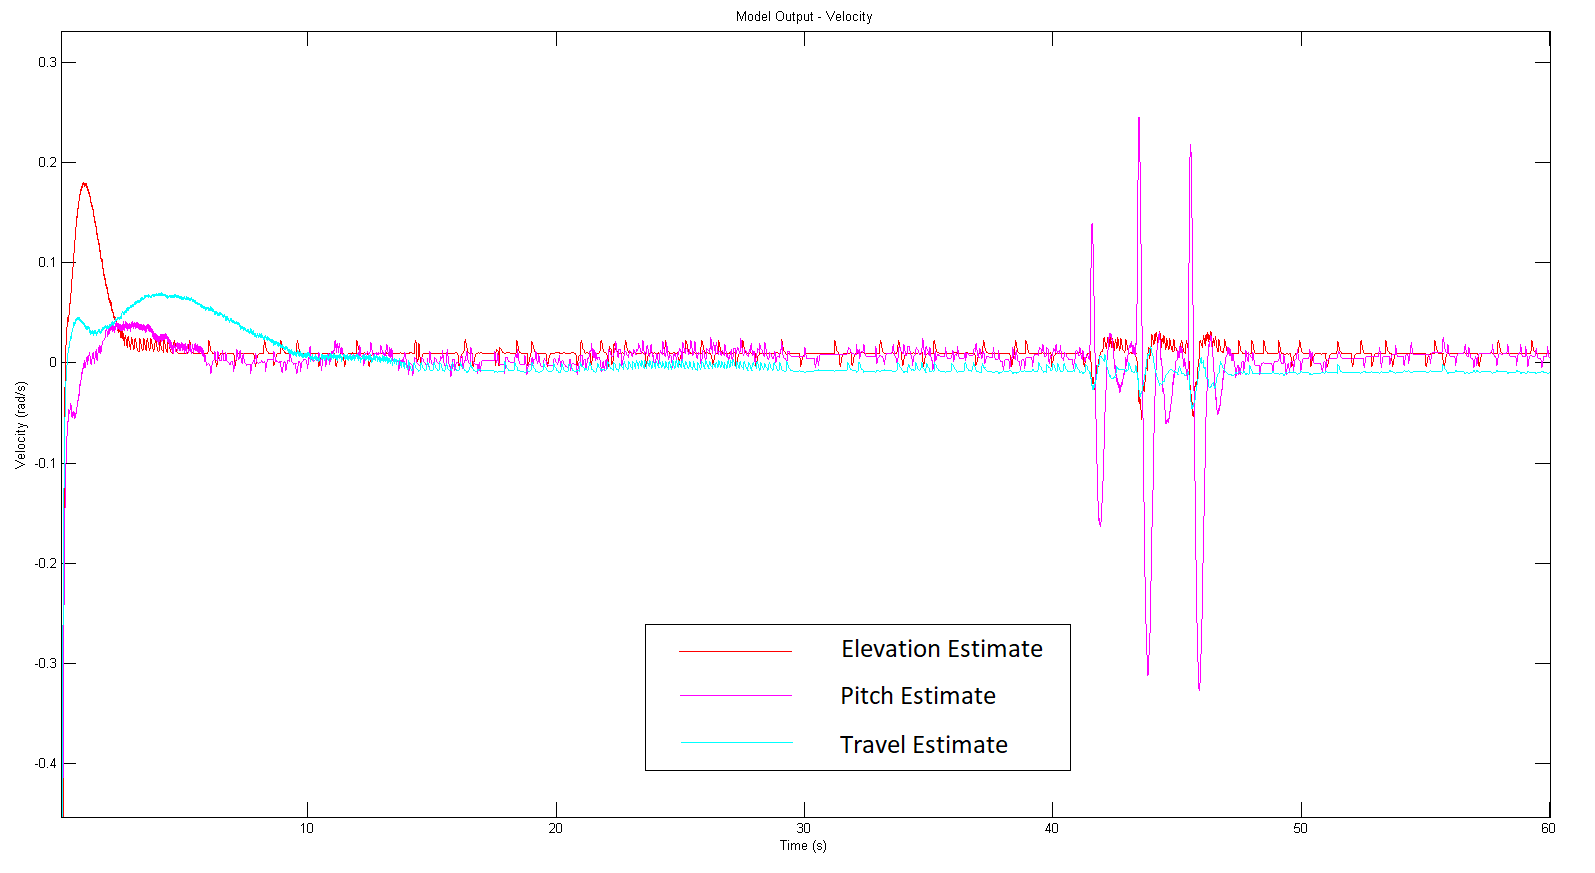 Model Output - Velocity
0.3
0.2
0.1
0
-0.1
-0.2
-0.3
-0.4
Velocity (rad/s)
Elevation Estimate
Pitch Estimate
Travel Estimate
10 20 30 40 50 60
Time (s)